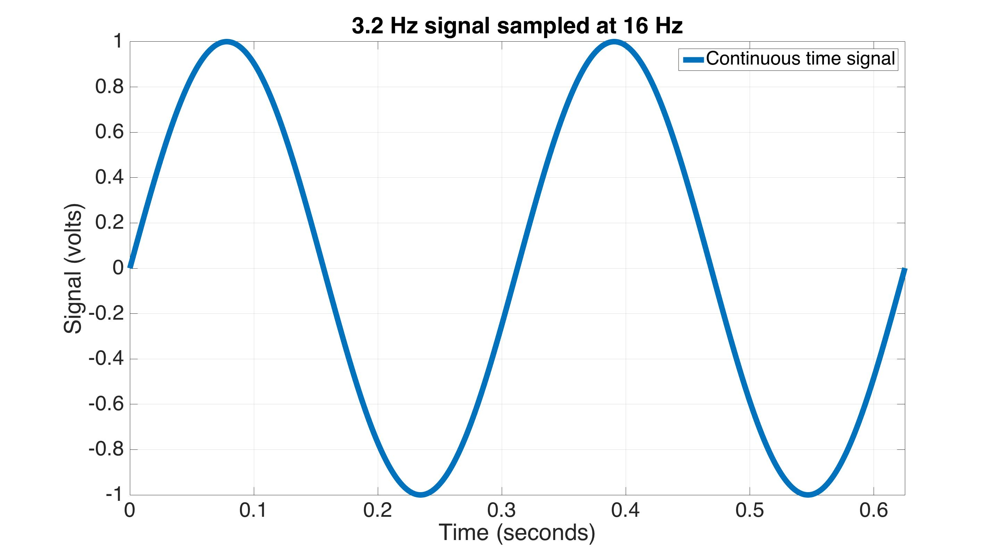 3.2 Hz signal sampled at 16 Hz
Continuous time signal
1
0.8
0.6
0.4
0.2
0
-0.2
-0.4
-0.6
-0.8
-1
Signal (volts)
0 0.1 0.2 0.3 0.4 0.5 0.6
Time (seconds)